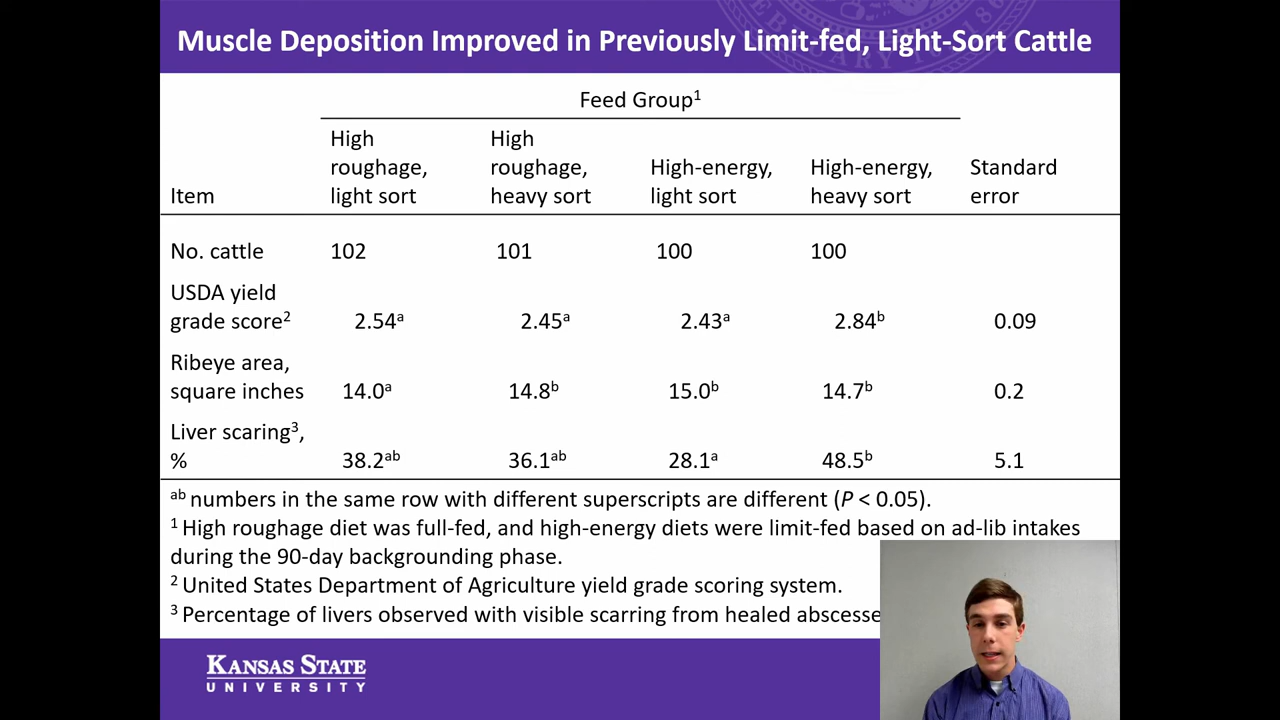 Muscle Deposition Improved in Previously Limit-fed, Light-Sort Cattle
Feed Group1
Item
High roughage, light sort
High roughage, heavy sort
High-energy, light sort
High-energy, heavy sort
Standard error
No. cattle 102 101 100 100
USDA yield grade score2 2.54a 2.45a 2.43a 2.84b 0.09
Ribeye area, square inches 14.0a 14.8b 15.0b 14.7b 0.2
Liver scaring3, % 38.2ab 36.1ab 28.1a 48.5b 5.1
ab numbers in the same row with different superscripts are different (P < 0.05).
1 High roughage diet was full-fed, and high-energy diets were limit-fed based on ad-lib intakes
during the 90-day backgrounding phase.
2 United States Department of Agriculture yield grade scoring system.
3 Percentage of livers observed with visible scarring from healed abscesse
KANSAS STATE
UNIVERSITY